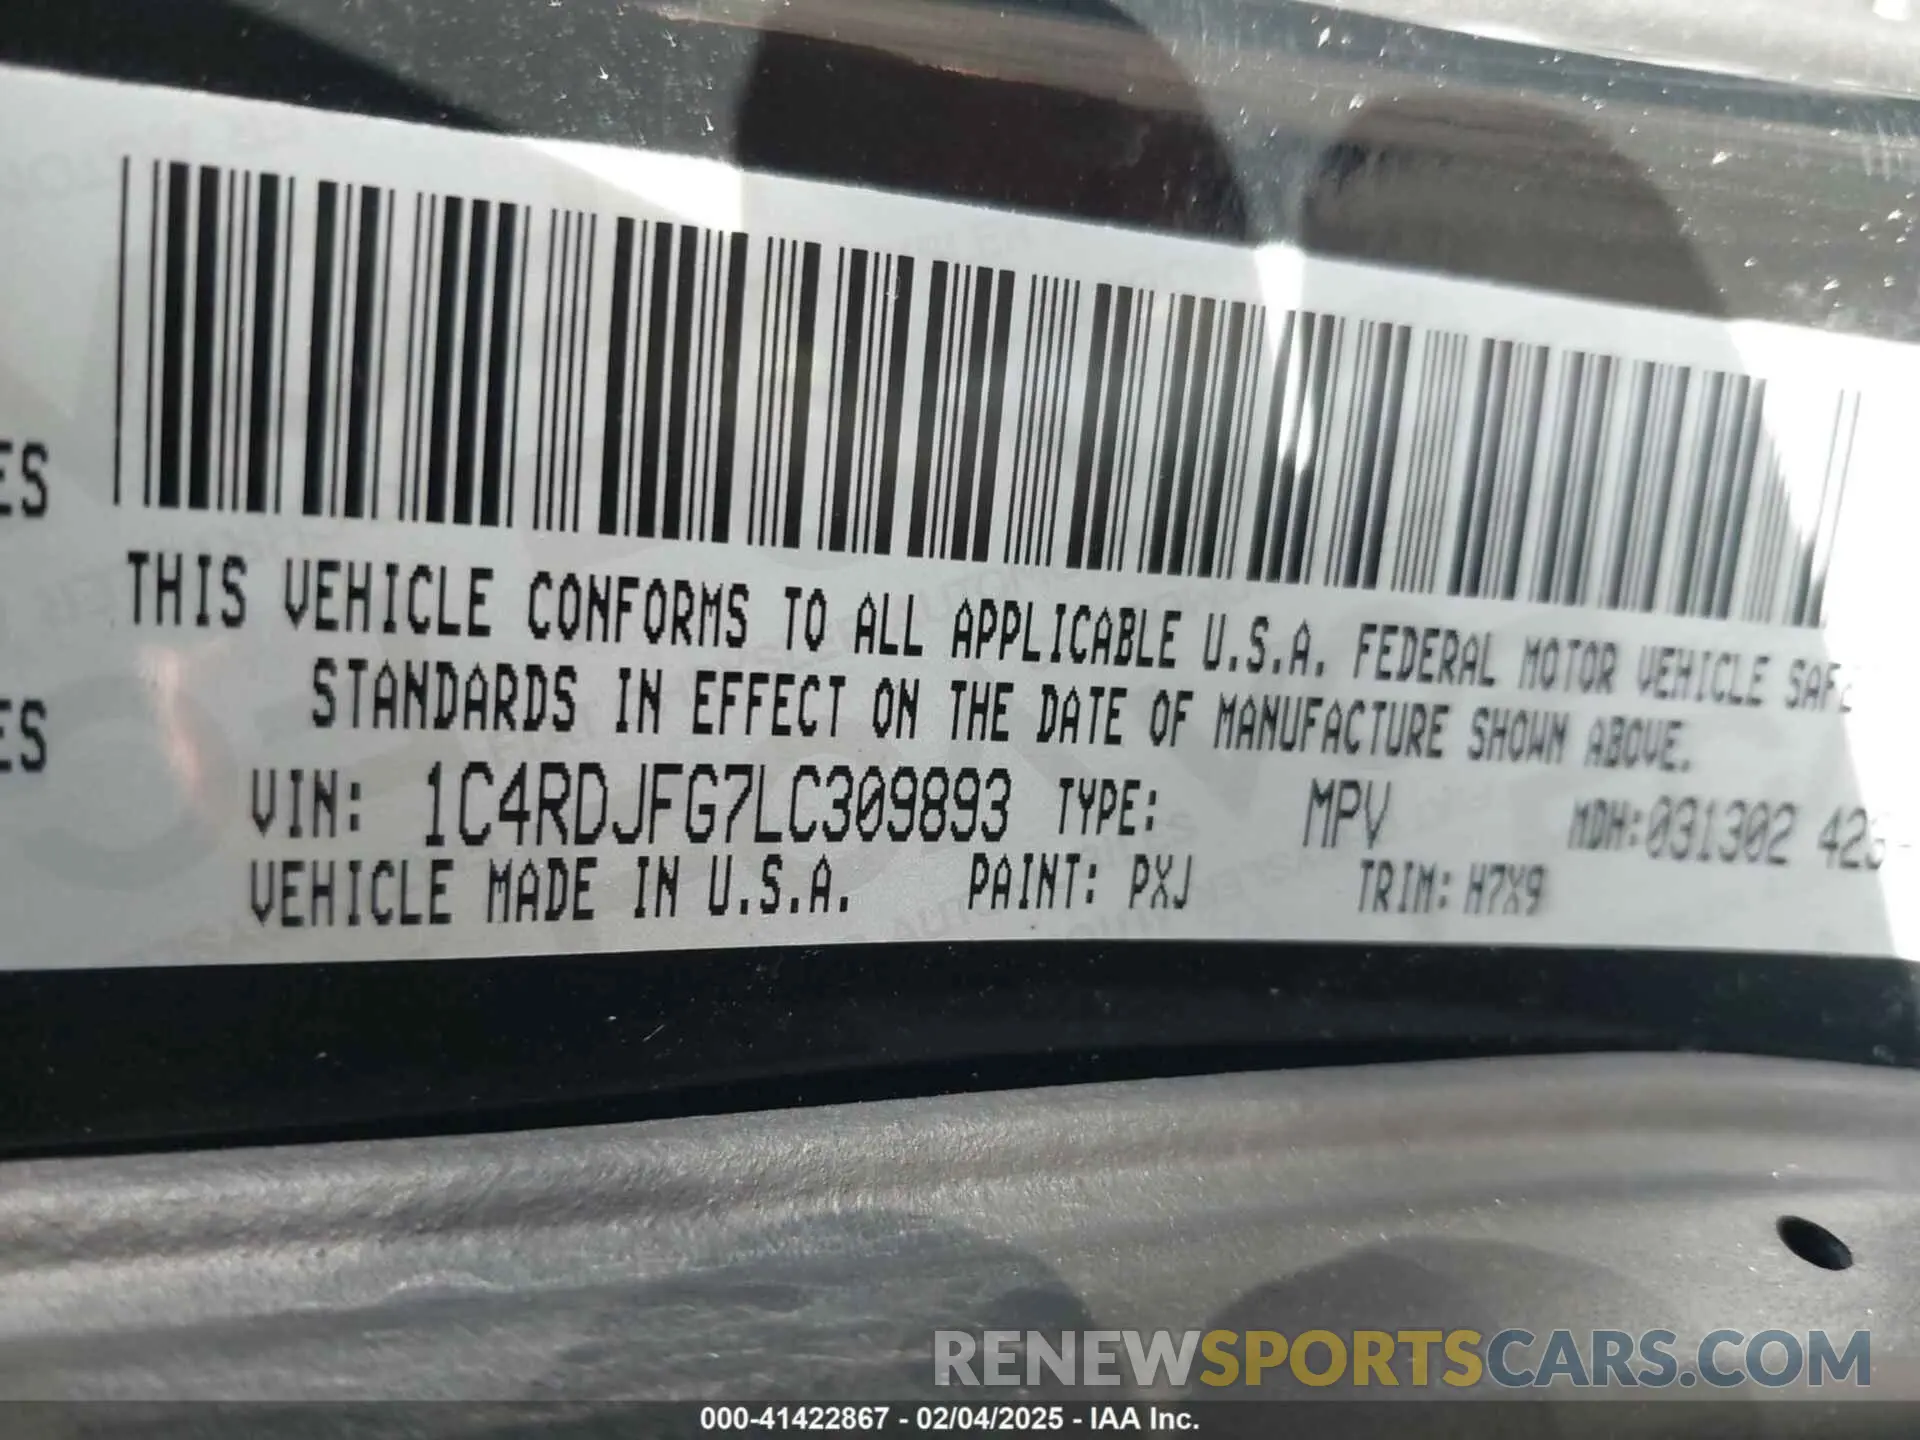 ES
THIS VEHICLE CONFORMS TO ALL APPLICABLE U.S.A. FEDERAL MOTOR VEHICLE
ES
STANDARDS IN EFFECT ON THE DATE OF MANUFACTURE SHOWN ABOVE.
VIN: 1C4RDJFG7LC309893 TYPE: MPV MDH:031302
VEHICLE MADE IN U.S.A. PAINT: PXJ TRIM: H7X9
RENEWSPORTSCARS.COM
000-41422867 - 02/04/2025 - IAA Inc.